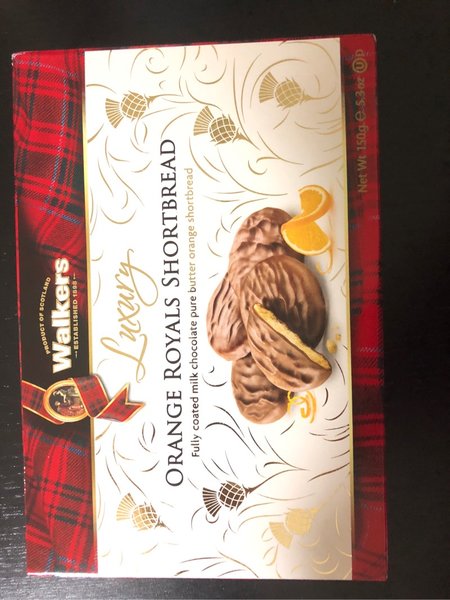 PRODUCT OF SCOTLAND
Walkers
ESTABLISHED 1898
Luxury
ORANGE ROYALS SHORTBREAD
Fully coated milk chocolate pure butter orange shortbread
Net Wt. 150g ℮ 5.3oz Ⓤ D